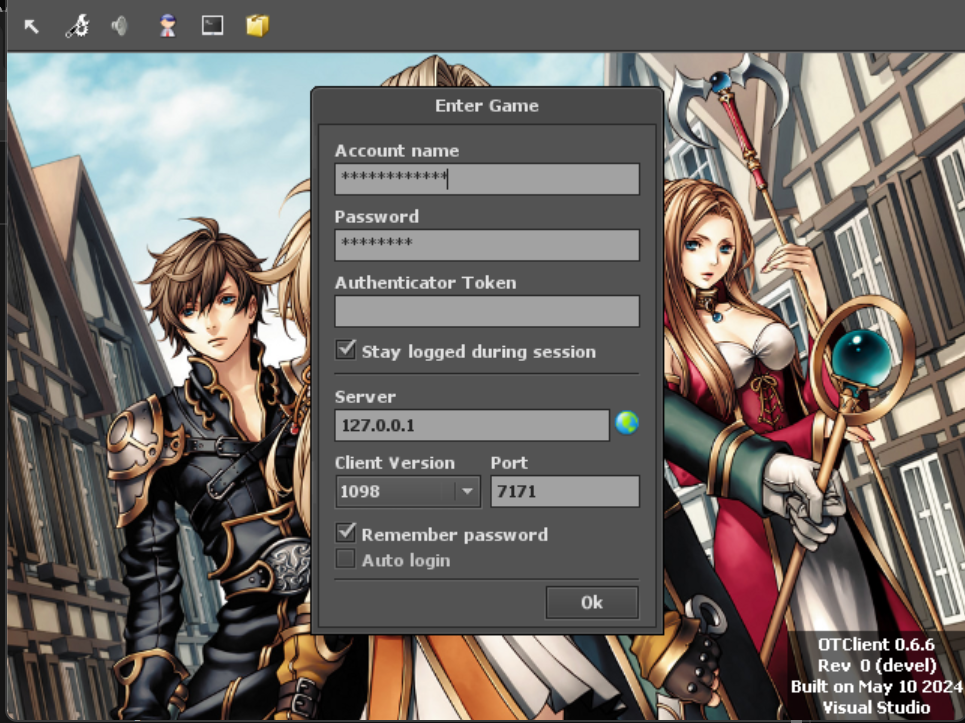 Enter Game
Account name
************
Password
********
Authenticator Token
Stay logged during session
Server
127.0.0.1
Client Version Port
1098 7171
Remember password
Auto login
Ok
OTClient 0.6.6
Rev 0 (devel)
Built on May 10 2024
Visual Studio